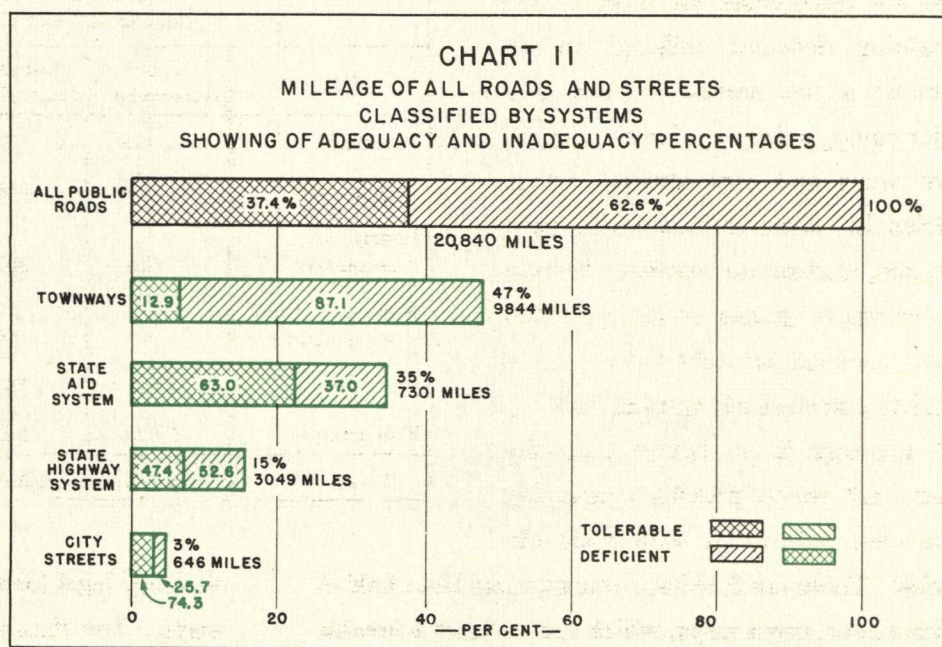 CHART II
MILEAGE OF ALL ROADS AND STREETS
CLASSIFIED BY SYSTEMS
SHOWING OF ADEQUACY AND INADEQUACY PERCENTAGES
ALL PUBLIC
ROADS
37.4%
62.6%
100%
20,840 MILES
TOWNWAYS
12.9
87.1
47%
9844 MILES
STATE
AID
SYSTEM
63.0
37.0
35%
7301 MILES
STATE
HIGHWAY
SYSTEM
47.4
52.6
15%
3049 MILES
CITY
STREETS
3%
646 MILES
25.7
74.3
TOLERABLE
DEFICIENT
0
20
40
60
80
100
PER CENT